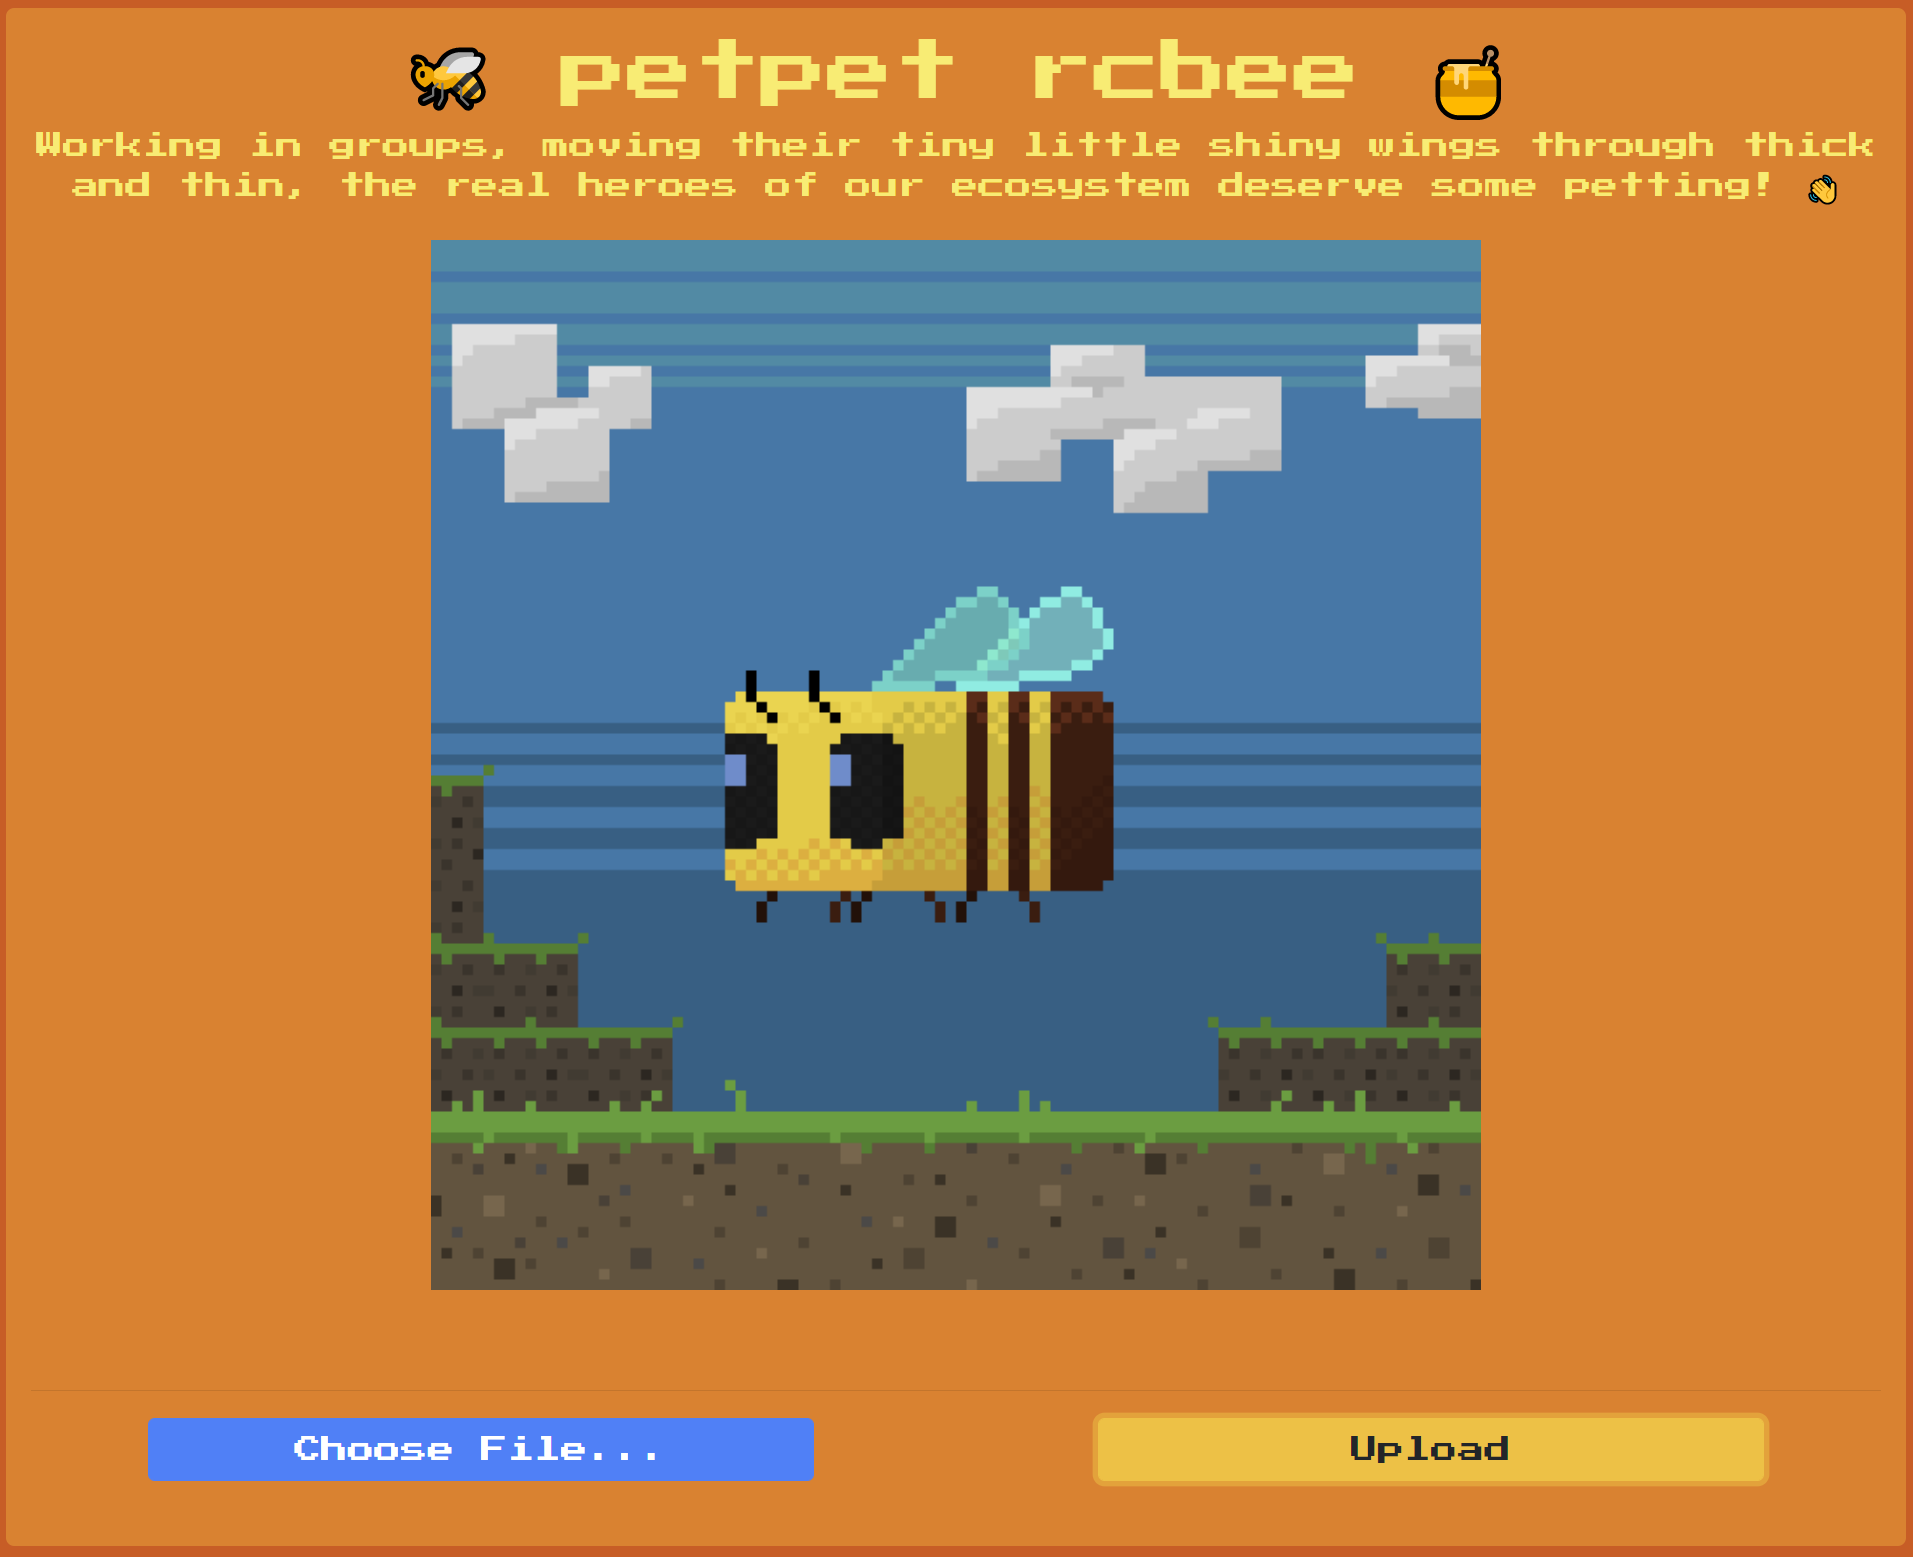 petpet rcbee
Working in groups, moving their tiny little shiny wings through thick
and thin, the real heroes of our ecosystem deserve some petting! 👋
Choose File...
Upload